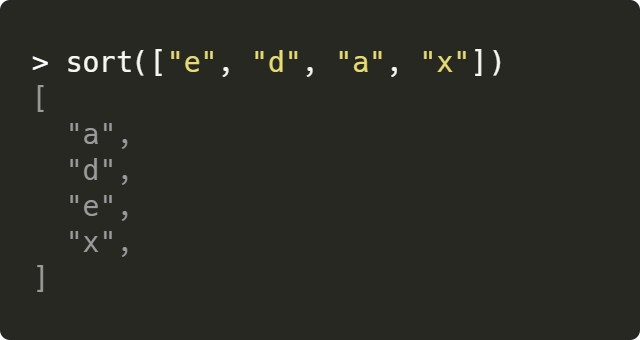 > sort(["e", "d", "a", "x"])
[
  "a",
  "d",
  "e",
  "x",
]